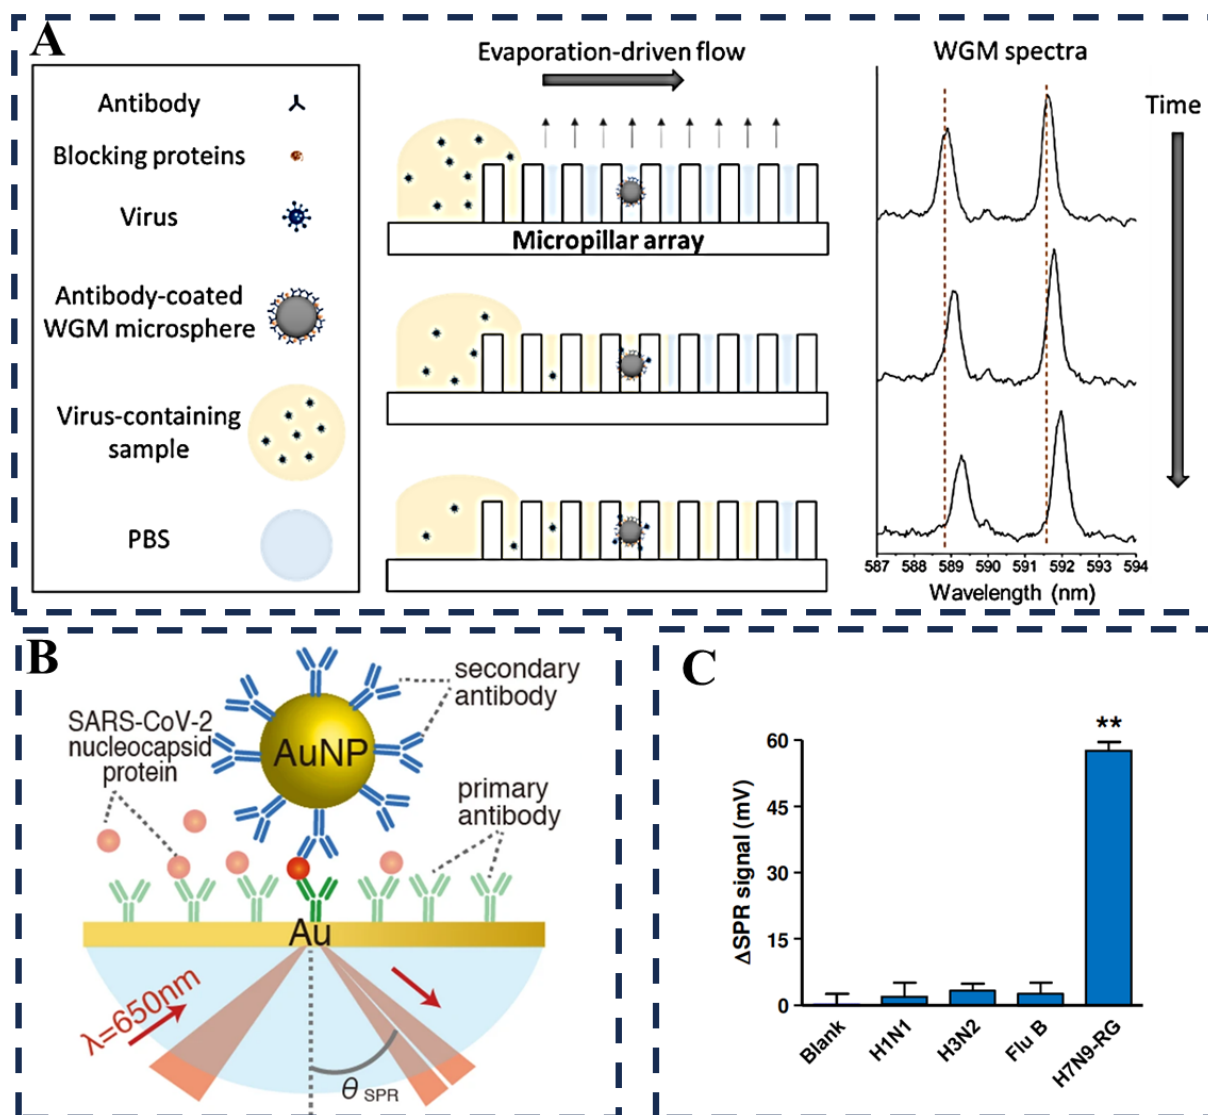 A
Antibody
Blocking proteins
Virus
Antibody-coated
WGM microsphere
Virus-containing
sample
PBS
Evaporation-driven flow
Micropillar array
WGM spectra
Time
587 588 589 590 591 592 593 594
Wavelength (nm)
B
SARS-CoV-2
nucleocapsid
protein
AuNP
secondary
antibody
primary
antibody
Au
λ=650nm
θ SPR
C
**
ΔSPR signal (mV)
60
45
30
15
0
Blank
H1N1
H3N2
Flu B
H7N9-RG